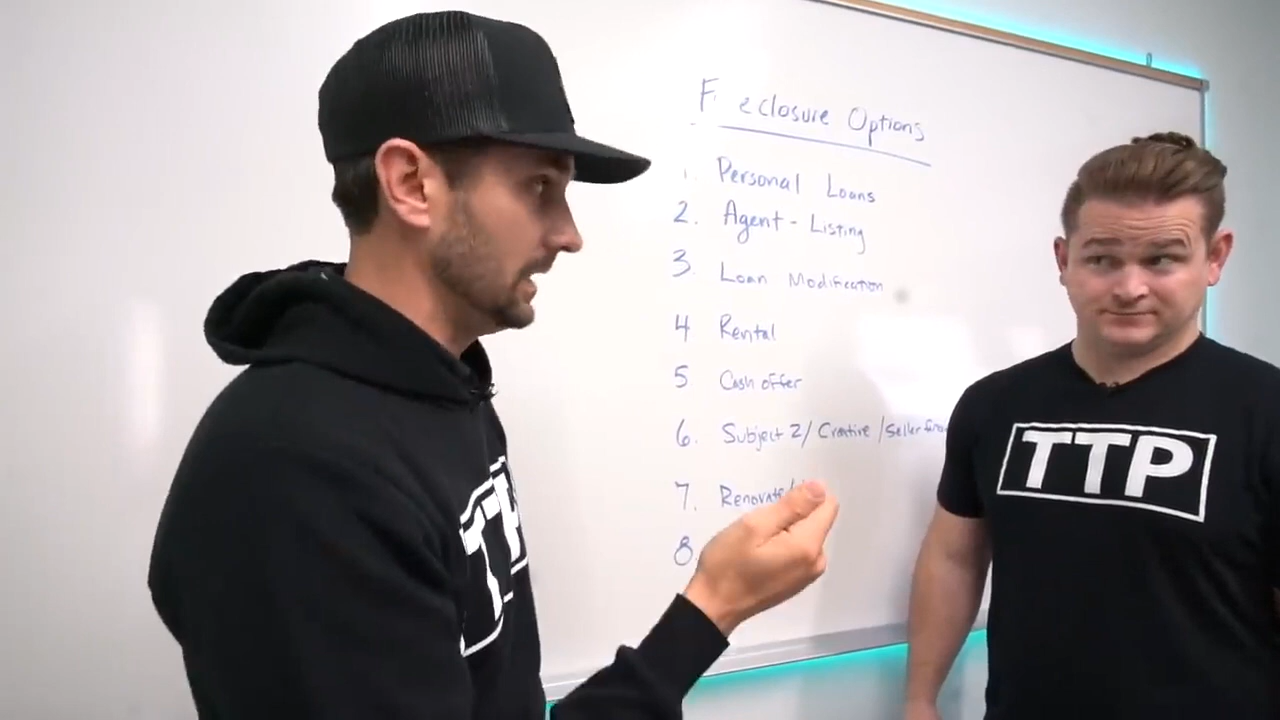 F eclosure Options
1. Personal Loans
2. Agent - Listing
3 Loan Modification
4 Rental
5 Cash offer
6. Subject 2/ Creative /Seller
7. Renovate
8.
TTP
TTP